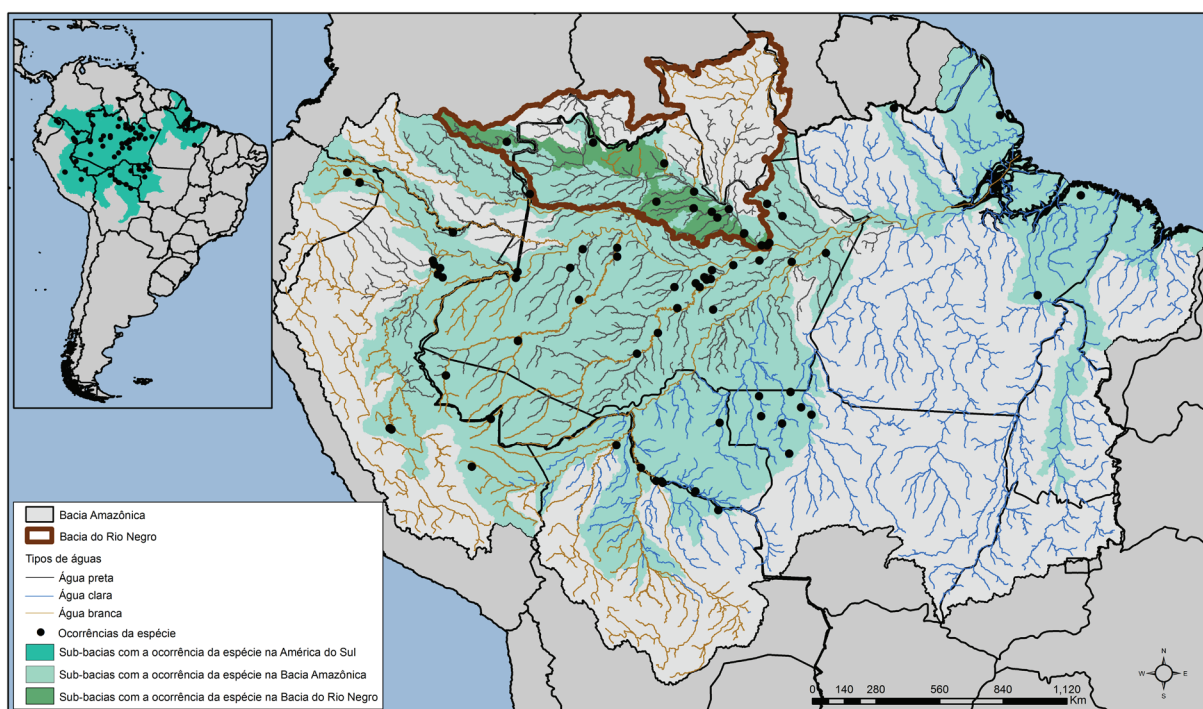 Bacia Amazônica
Bacia do Rio Negro
Tipos de águas
Água preta
Água clara
Água branca
Ocorrências da espécie
Sub-bacias com a ocorrência da espécie na América do Sul
Sub-bacias com a ocorrência da espécie na Bacia Amazônica
Sub-bacias com a ocorrência da espécie na Bacia do Rio Negro
N
W E
S
0 140 280 560 840 1,120
Km